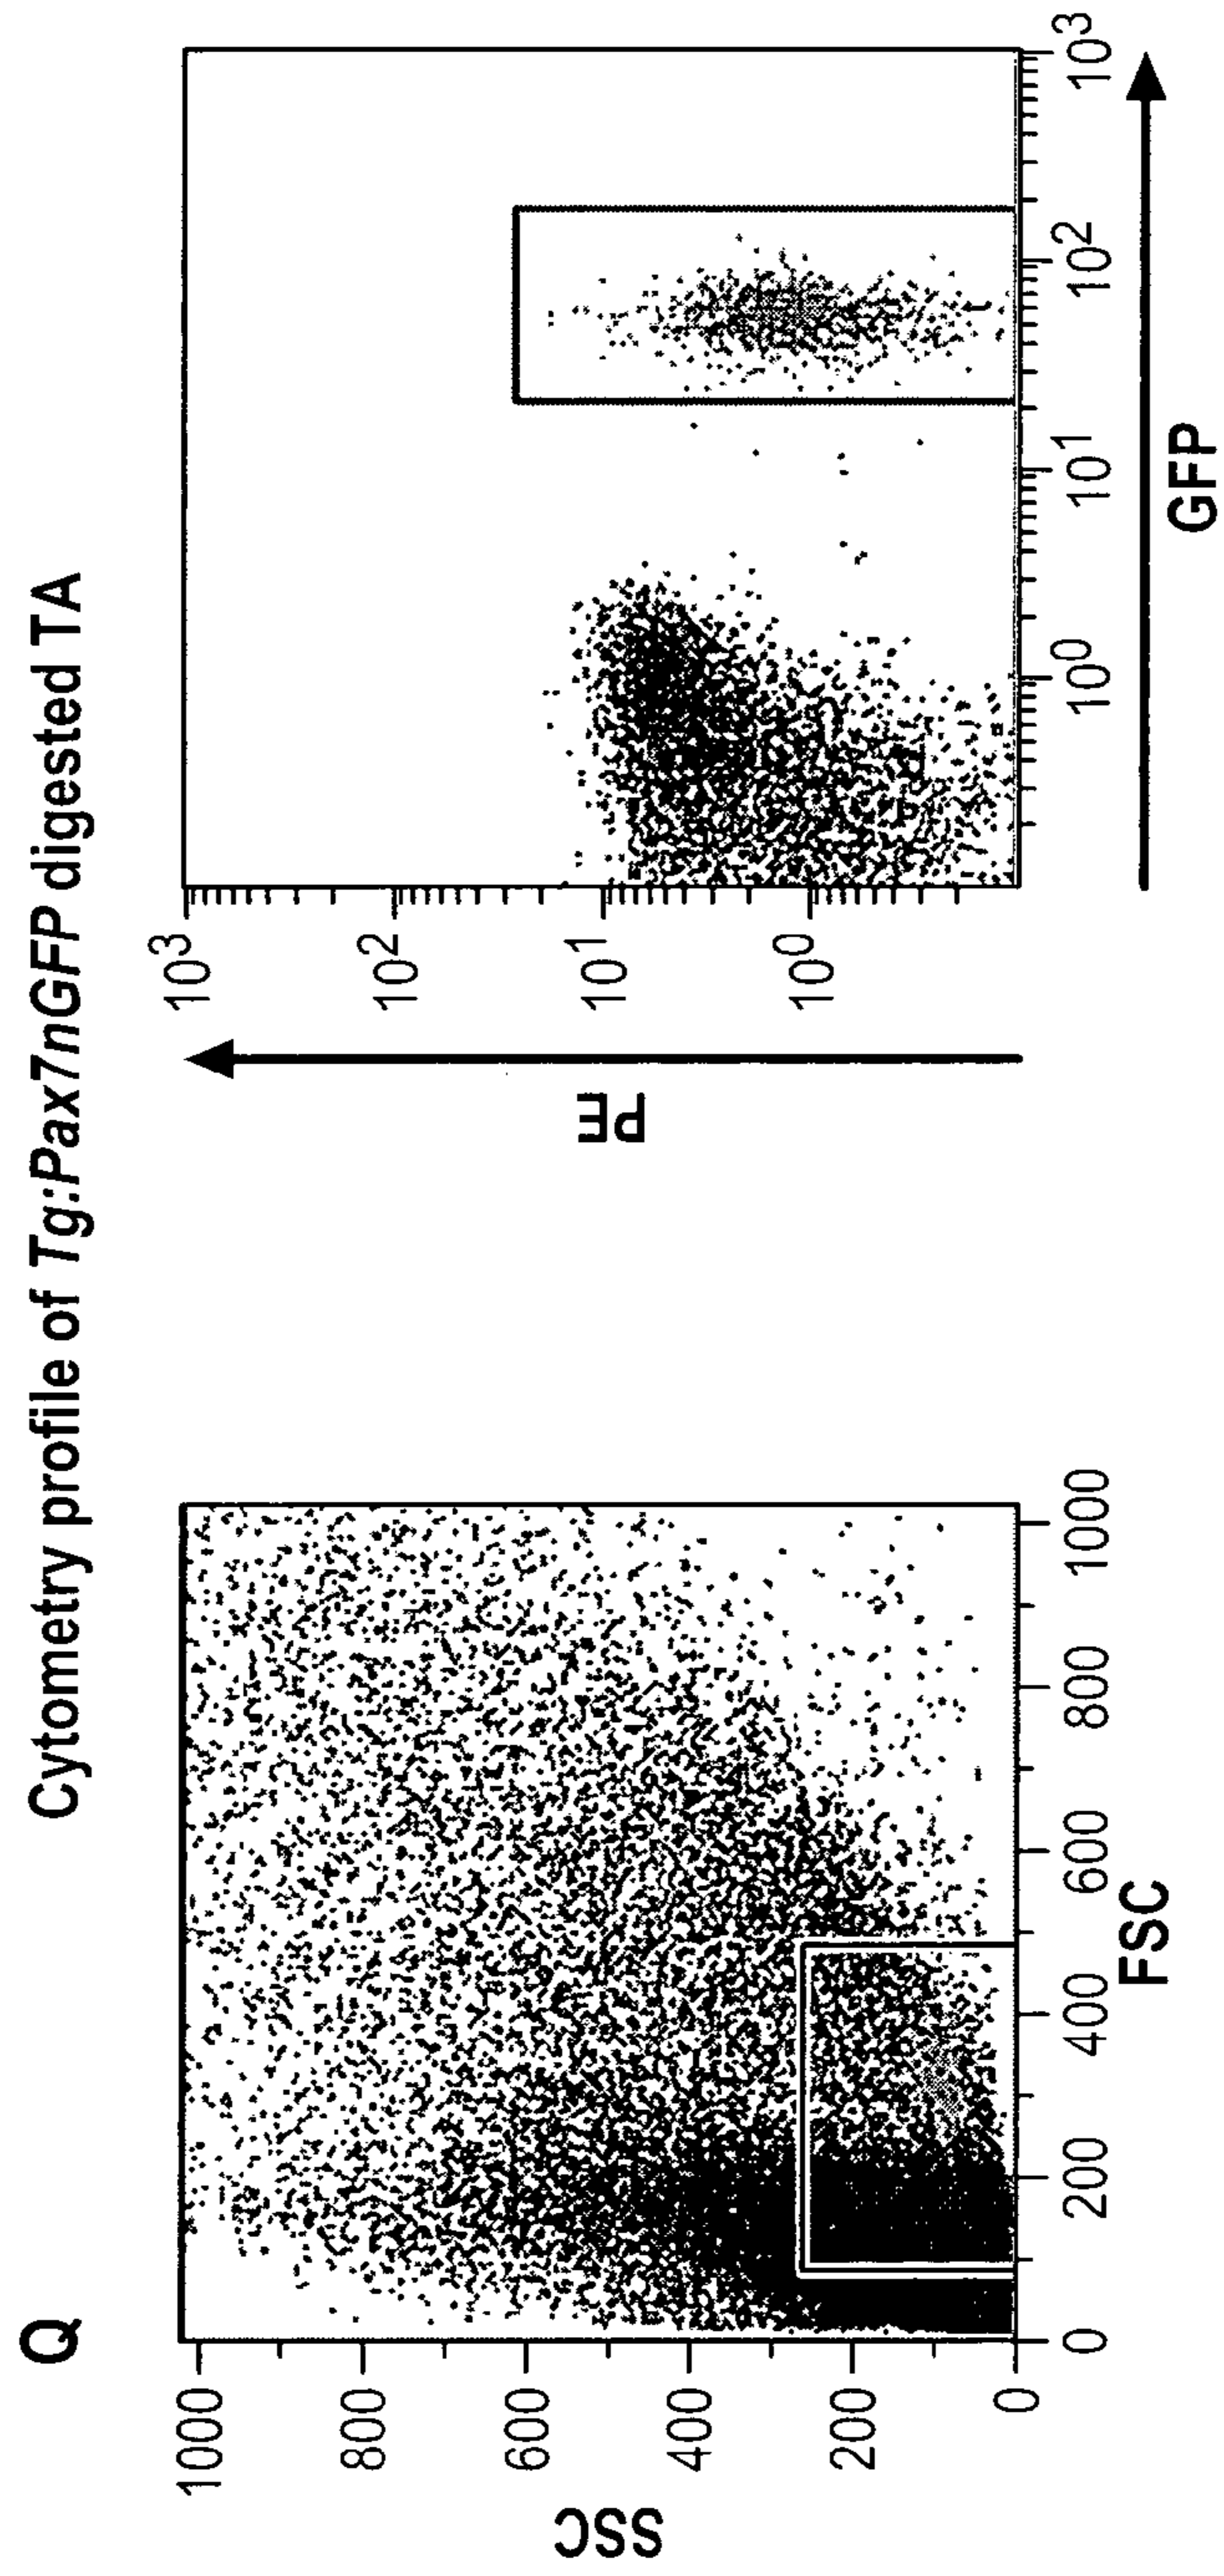 Q
Cytometry profile of Tg:Pax7nGFP digested TA
SSC
1000
800
600
400
200
0
0 200 400 600 800 1000
FSC
PE
10³
10²
10¹
10⁰
10⁰ 10¹ 10² 10³
GFP